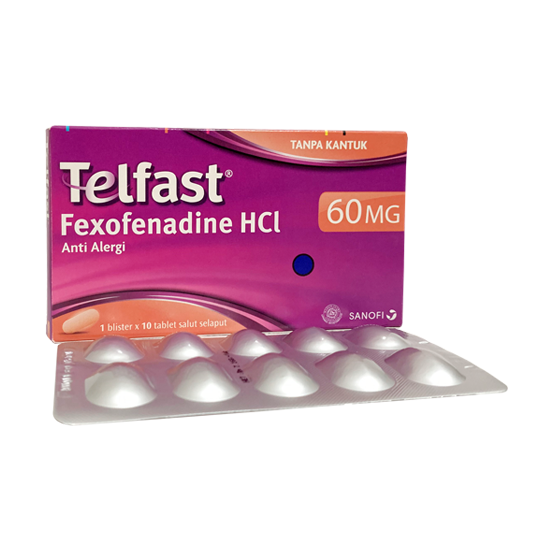 TANPA KANTUK
Telfast®
Fexofenadine HCl
60 MG
Anti Alergi
1 blister x 10 tablet salut selaput
SANOFI